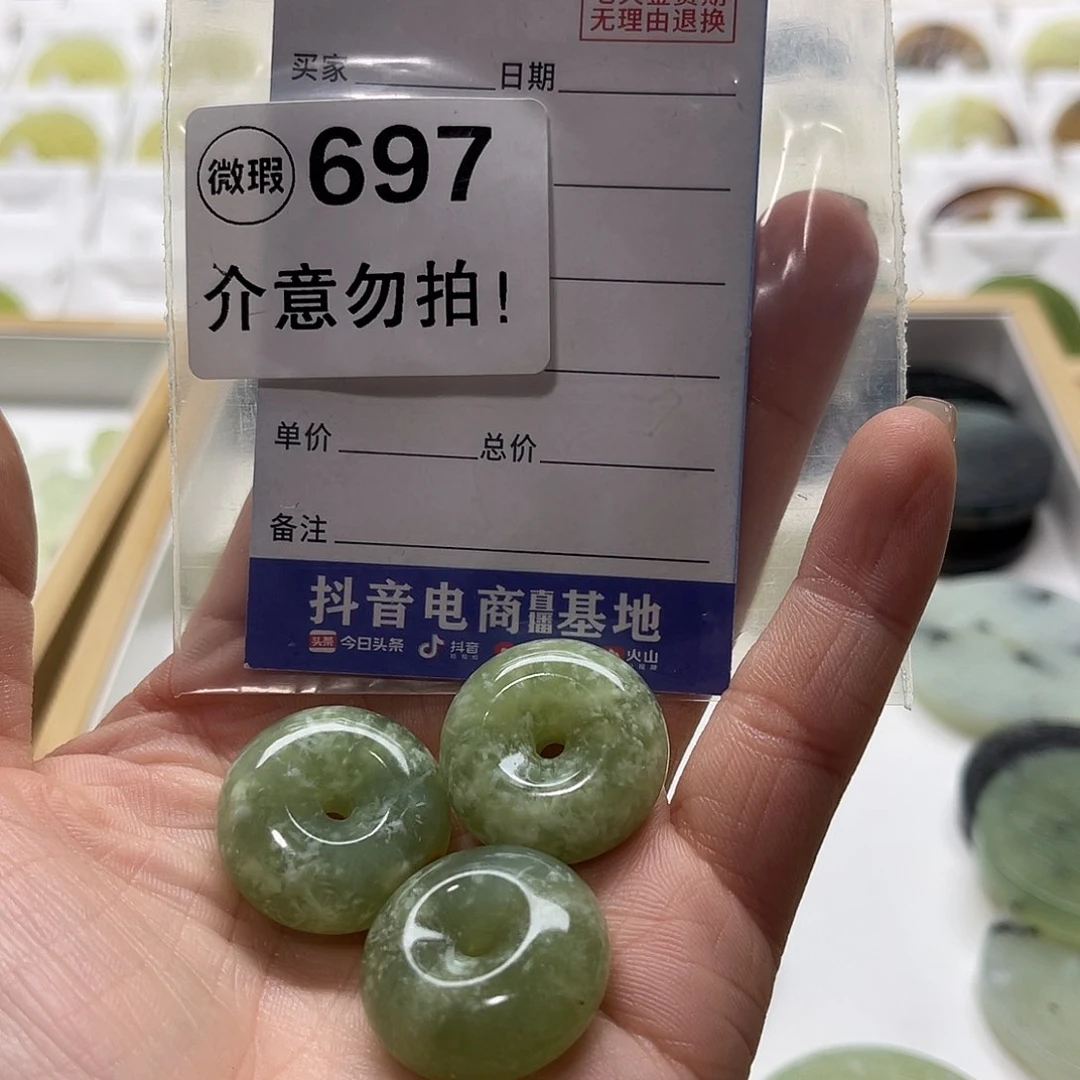 无理由退换
买家 日期
微瑕 697
介意勿拍!
单价 总价
备注
抖音电商直播基地
头条 今日头条 抖音 火山